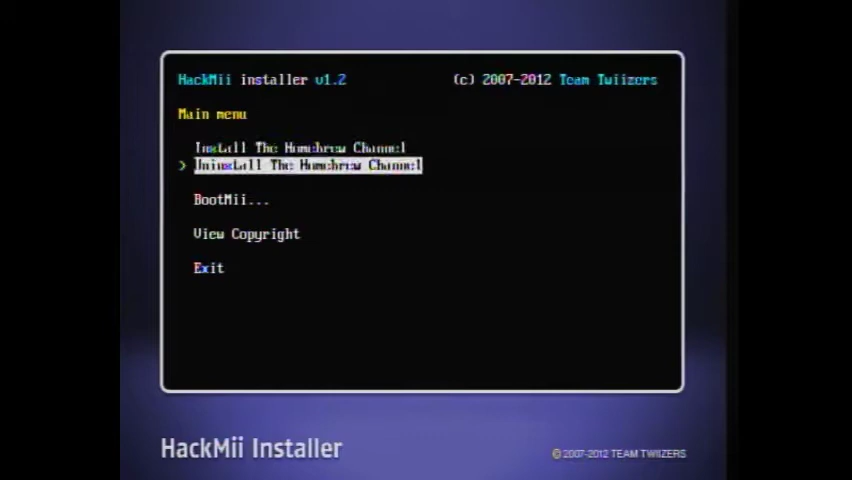 HackMii installer v1.2 (c) 2007-2012 Team Twiizers
Main menu
Install The Homebrew Channel
> Uninstall The Homebrew Channel
BootMii...
View Copyright
Exit
HackMii Installer
© 2007-2012 TEAM TWIIZERS